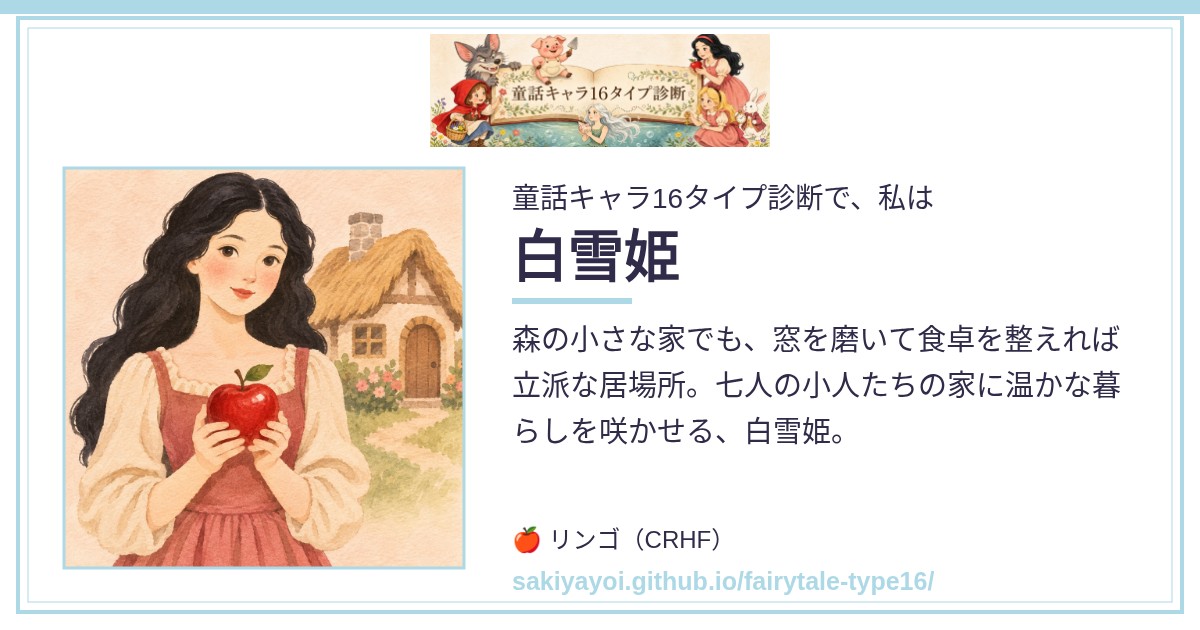 童話キャラ16タイプ診断
童話キャラ16タイプ診断で、私は
白雪姫
森の小さな家でも、窓を磨いて食卓を整えれば
立派な居場所。七人の小人たちの家に温かな暮
らしを咲かせる、白雪姫。
🍎 リンゴ（CRHF）
sakiyayoi.github.io/fairytale-type16/